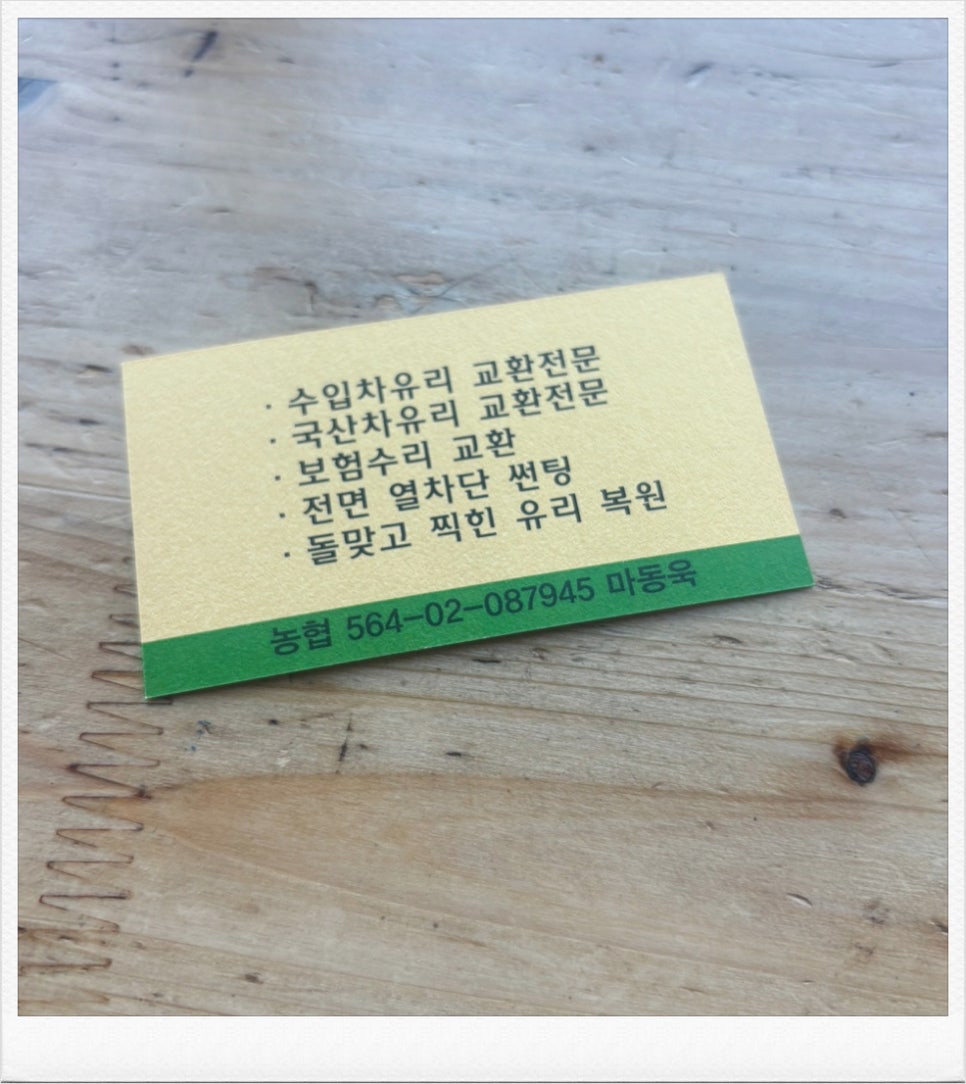 · 수입차유리 교환전문
· 국산차유리 교환전문
· 보험수리 교환
· 전면 열차단 썬팅
· 돌맞고 찍힌 유리 복원
농협 564-02-087945 마동욱